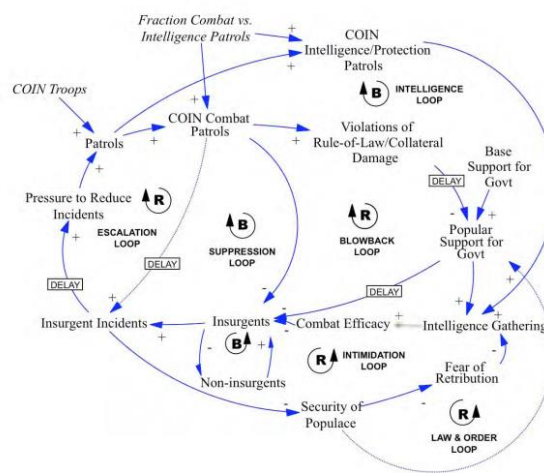 Fraction Combat vs.
Intelligence Patrols
COIN
Intelligence/Protection
Patrols
COIN Troops
B
INTELLIGENCE
LOOP
COIN Combat
Patrols
Patrols
Violations of
Rule-of-Law/Collateral
Damage
Base
Support for
Govt
DELAY
Pressure to Reduce
Incidents
R
ESCALATION
LOOP
B
SUPPRESSION
LOOP
R
BLOWBACK
LOOP
Popular
Support for
Govt
DELAY
DELAY
Insurgent Incidents
Insurgents
Combat Efficacy
Intelligence Gathering
B
R
INTIMIDATION
LOOP
Non-insurgents
Fear of
Retribution
Security of
Populace
R
LAW & ORDER LOOP